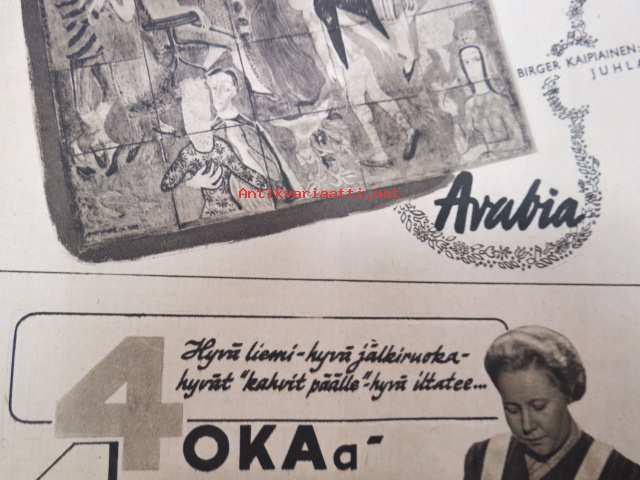 BIRGER KAIPIAINEN
JUHLA
Antikvariaatti.net
Arabia
Hyvä liemi-hyvä jälkiruoka-
hyvät "kahvit päälle"-hyvä iltatee...
4
OKAa-